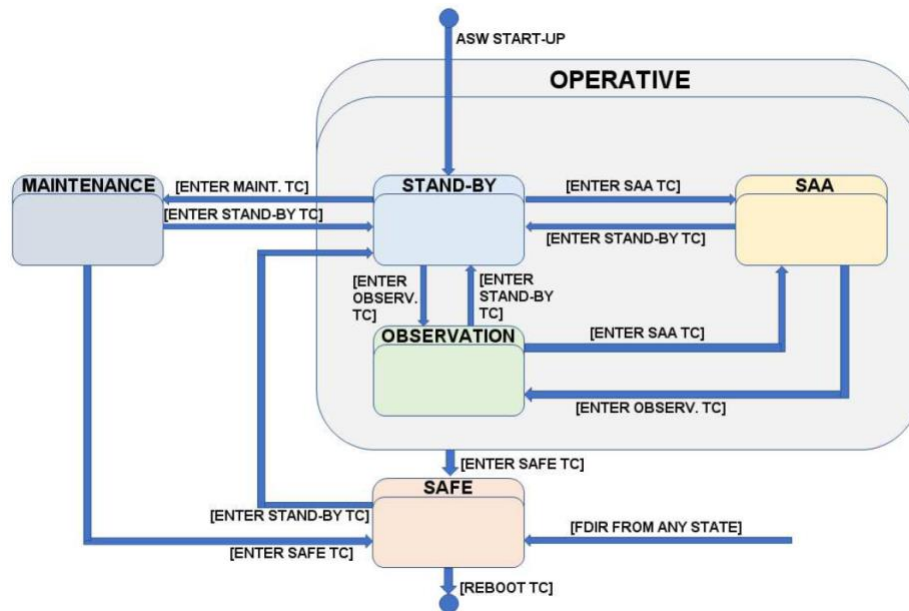 ASW START-UP
OPERATIVE
MAINTENANCE
[ENTER MAINT. TC]
STAND-BY
[ENTER SAA TC]
SAA
[ENTER STAND-BY TC]
[ENTER STAND-BY TC]
[ENTER
OBSERV.
TC]
[ENTER
STAND-BY
TC]
OBSERVATION
[ENTER SAA TC]
[ENTER OBSERV. TC]
[ENTER SAFE TC]
SAFE
[ENTER STAND-BY TC]
[FDIR FROM ANY STATE]
[ENTER SAFE TC]
[REBOOT TC]